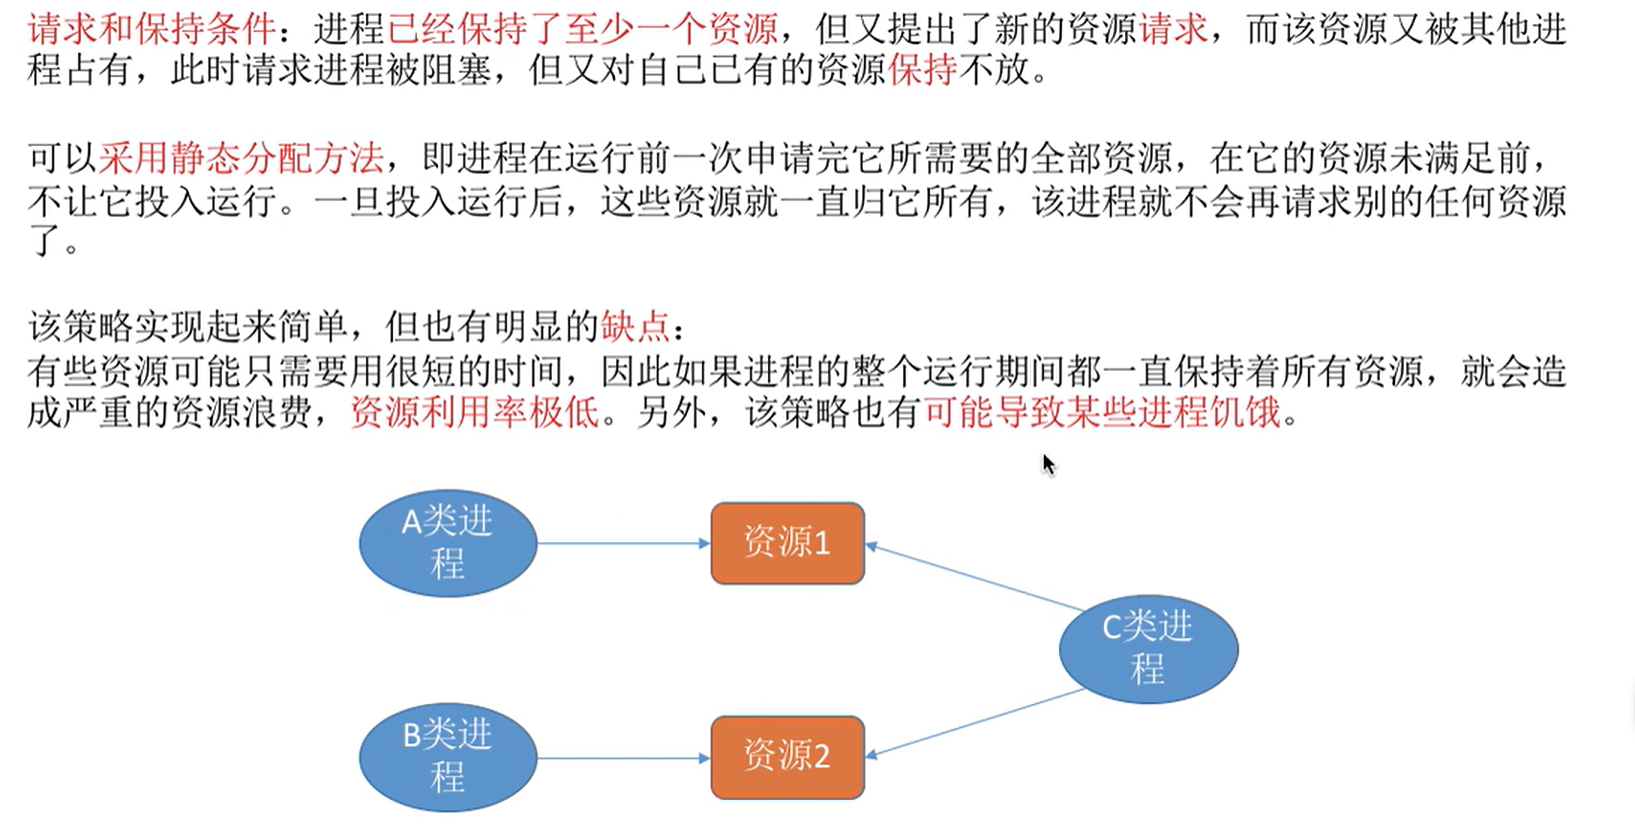 请求和保持条件：进程已经保持了至少一个资源，但又提出了新的资源请求，而该资源又被其他进
程占有，此时请求进程被阻塞，但又对自己已有的资源保持不放。
可以采用静态分配方法，即进程在运行前一次申请完它所需要的全部资源，在它的资源未满足前，
不让它投入运行。一旦投入运行后，这些资源就一直归它所有，该进程就不会再请求别的任何资源
了。
该策略实现起来简单，但也有明显的缺点：
有些资源可能只需要用很短的时间，因此如果进程的整个运行期间都一直保持着所有资源，就会造
成严重的资源浪费，资源利用率极低。另外，该策略也有可能导致某些进程饥饿。
A类进
程
资源1
C类进
程
B类进
程
资源2